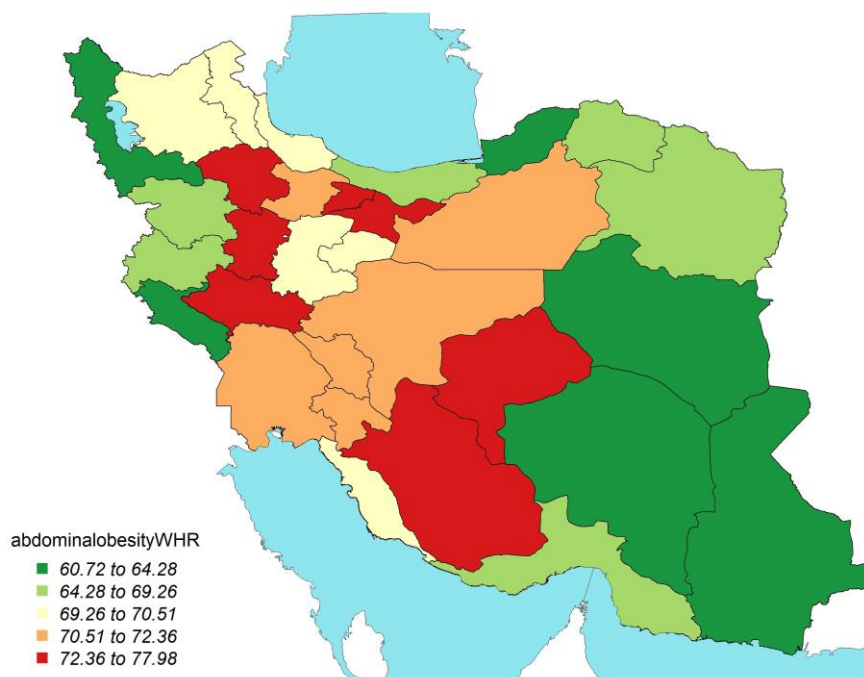 abdominalobesityWHR
60.72 to 64.28
64.28 to 69.26
69.26 to 70.51
70.51 to 72.36
72.36 to 77.98